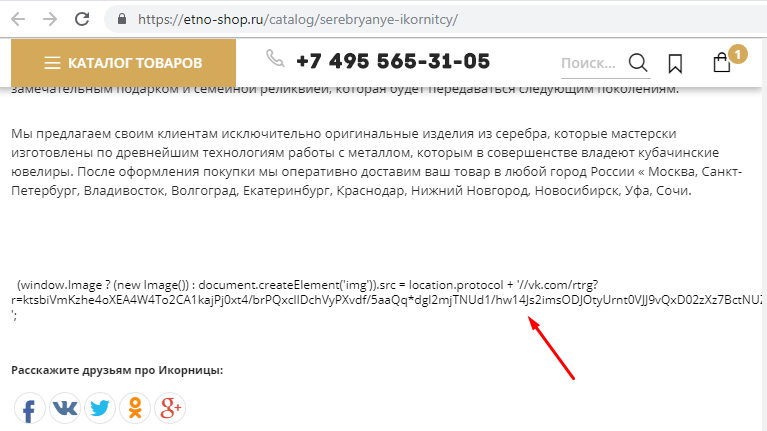 https://etno-shop.ru/catalog/serebryanye-ikornitcy/
КАТАЛОГ ТОВАРОВ
+7 495 565-31-05
Поиск...
1
замечательным подарком и семейной реликвией, которая будет передаваться следующим поколениям.
Мы предлагаем своим клиентам исключительно оригинальные изделия из серебра, которые мастерски
изготовлены по древнейшим технологиям работы с металлом, которым в совершенстве владеют кубачинские
ювелиры. После оформления покупки мы оперативно доставим ваш товар в любой город России « Москва, Санкт-
Петербург, Владивосток, Волгоград, Екатеринбург, Краснодар, Нижний Новгород, Новосибирск, Уфа, Сочи.
(window.Image ? (new Image()) : document.createElement('img')).src = location.protocol + '//vk.com/rtrg?
r=ktsbiVmKzhe4oXEA4W4To2CA1kajPj0xt4/brPQxcIIDchVyPXvdf/5aaQq*dgl2mjTNUd1/hw14Js2imsODJOtyUrnt0VJJ9vQxD02zXz7BctNUZ
';
Расскажите друзьям про Икорницы: